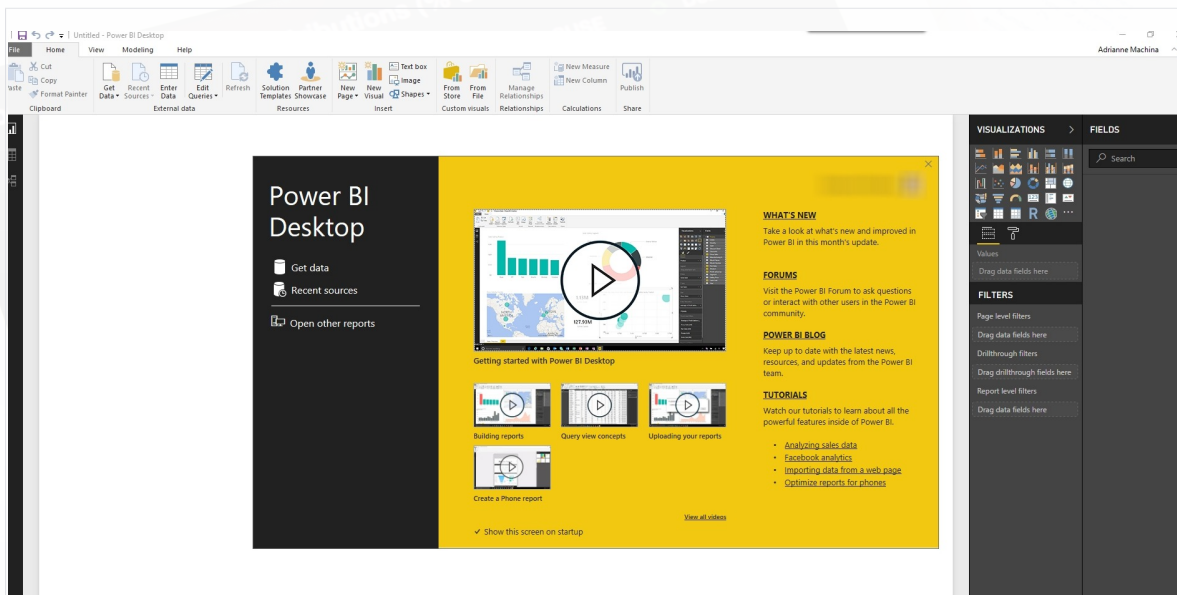 Untitled - Power BI Desktop
File Home View Modeling Help
Adrianne Machina
Cut
Copy
Format Painter
Clipboard
Get Data
Recent Sources
Enter Data
Edit Queries
Refresh
External data
Solution Templates
Partner Showcase
Resources
New Page
New Visual
Text box
Image
Shapes
Insert
From Store
From File
Custom visuals
Manage Relationships
Relationships
New Measure
New Column
Calculations
Publish
Share
VISUALIZATIONS >
FIELDS
Search
Values
Drag data fields here
FILTERS
Page level filters
Drag data fields here
Drillthrough filters
Drag drillthrough fields here
Report level filters
Drag data fields here
Power BI
Desktop
Get data
Recent sources
Open other reports
Getting started with Power BI Desktop
Building reports
Query view concepts
Uploading your reports
Create a Phone report
View all videos
Show this screen on startup
WHAT'S NEW
Take a look at what's new and improved in
Power BI in this month's update.
FORUMS
Visit the Power BI Forum to ask questions
or interact with other users in the Power BI
community.
POWER BI BLOG
Keep up to date with the latest news,
resources, and updates from the Power BI
team.
TUTORIALS
Watch our tutorials to learn about all the
powerful features inside of Power BI.
• Analyzing sales data
• Facebook analytics
• Importing data from a web page
• Optimize reports for phones